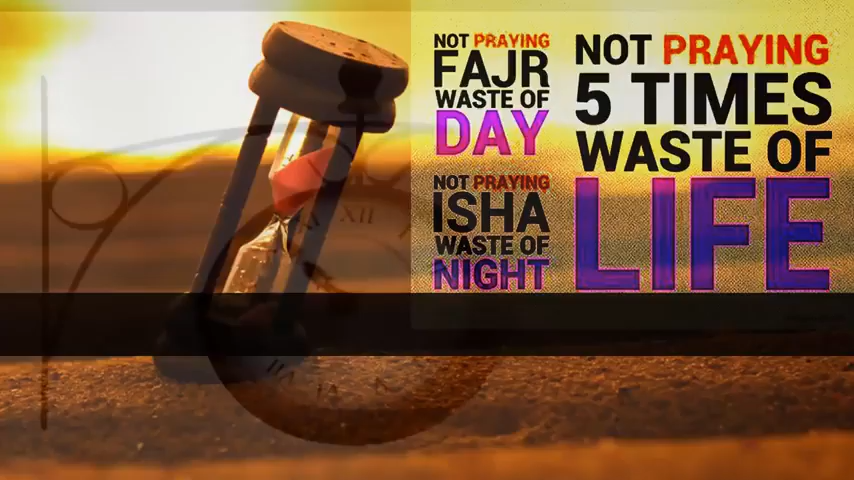 NOT PRAYING
FAJR
WASTE OF
DAY
NOT PRAYING
ISHA
WASTE OF
NIGHT
NOT PRAYING
5 TIMES
WASTE OF
LIFE
XII